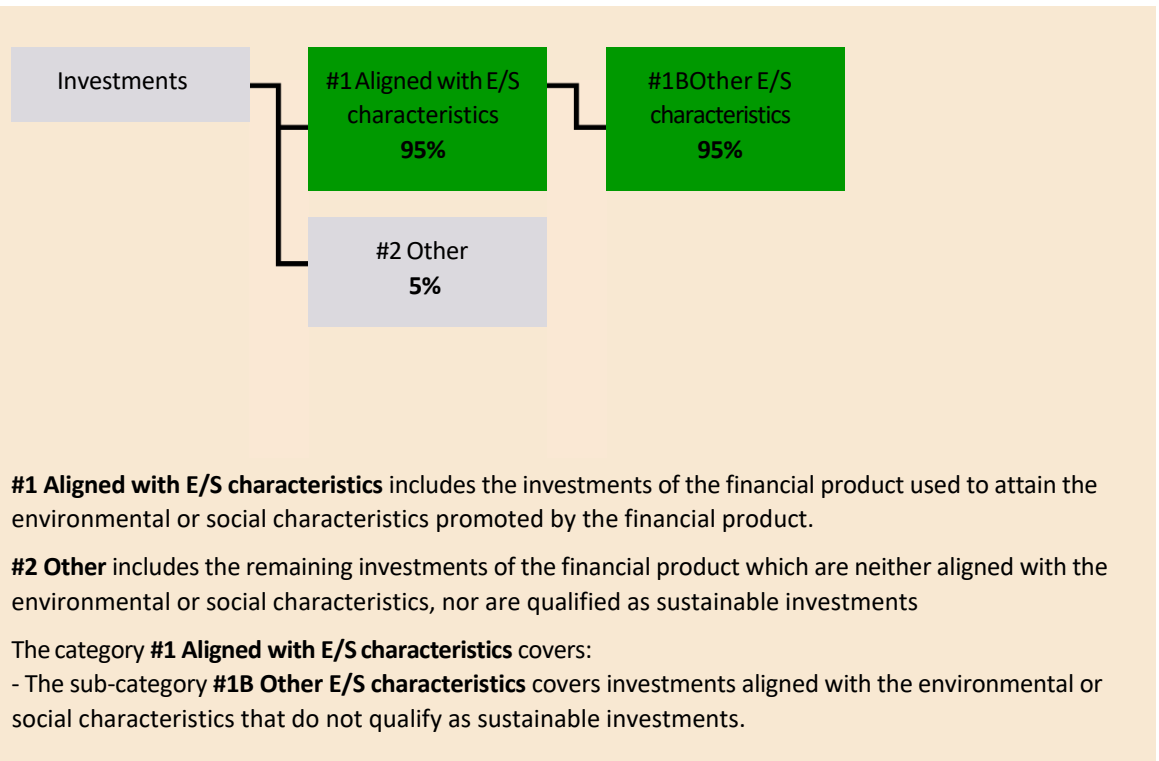 Investments
#1 Aligned with E/S
characteristics
95%
#1BOther E/S
characteristics
95%
#2 Other
5%
#1 Aligned with E/S characteristics includes the investments of the financial product used to attain the
environmental or social characteristics promoted by the financial product.
#2 Other includes the remaining investments of the financial product which are neither aligned with the
environmental or social characteristics, nor are qualified as sustainable investments
The category #1 Aligned with E/S characteristics covers:
- The sub-category #1B Other E/S characteristics covers investments aligned with the environmental or
social characteristics that do not qualify as sustainable investments.